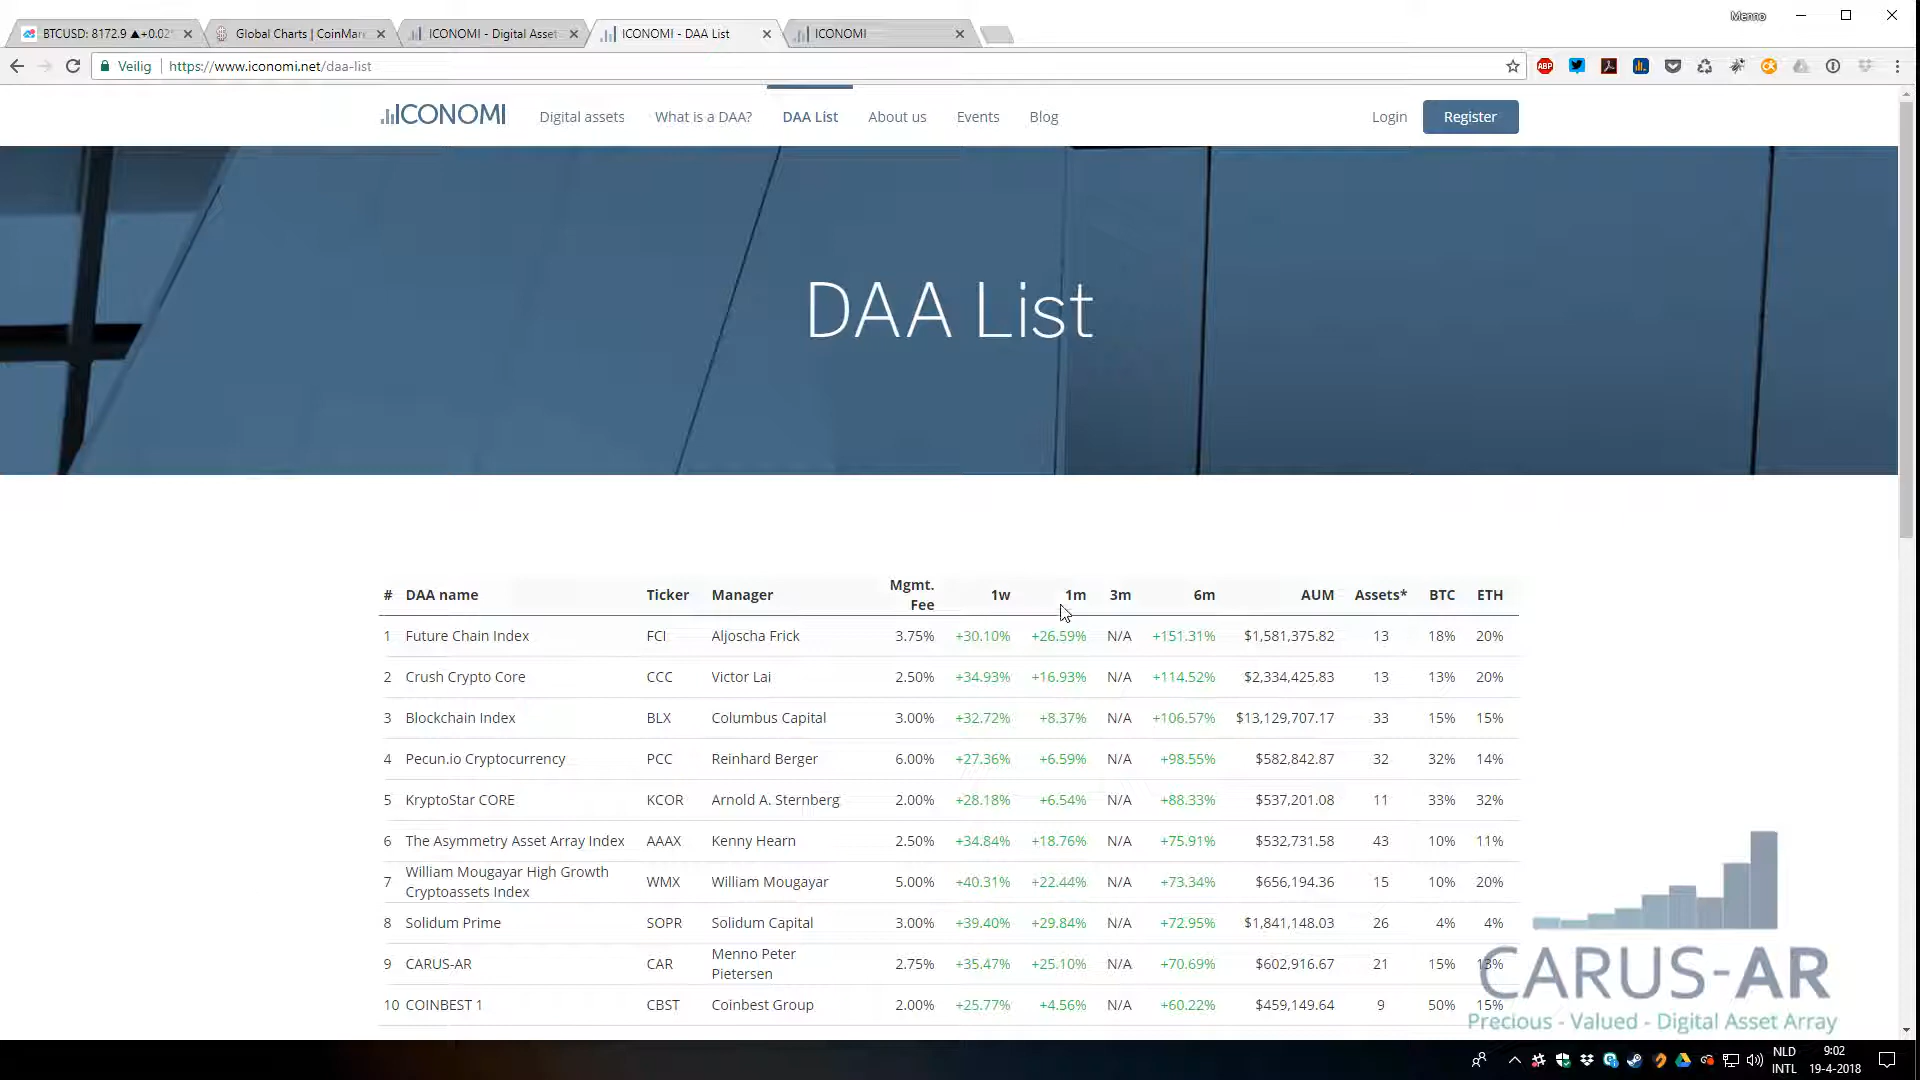 Menno
BTCUSD: 8172.9 ▲+0.02
Global Charts | CoinMar
ICONOMI - Digital Asset
ICONOMI - DAA List
ICONOMI
Veilig
https://www.iconomi.net/daa-list
ICONOMI
Digital assets
What is a DAA?
DAA List
About us
Events
Blog
Login
Register
DAA List
# DAA name Ticker Manager Mgmt. Fee 1w 1m 3m 6m AUM Assets* BTC ETH
1 Future Chain Index FCI Aljoscha Frick 3.75% +30.10% +26.59% N/A +151.31% $1,581,375.82 13 18% 20%
2 Crush Crypto Core CCC Victor Lai 2.50% +34.93% +16.93% N/A +114.52% $2,334,425.83 13 13% 20%
3 Blockchain Index BLX Columbus Capital 3.00% +32.72% +8.37% N/A +106.57% $13,129,707.17 33 15% 15%
4 Pecun.io Cryptocurrency PCC Reinhard Berger 6.00% +27.36% +6.59% N/A +98.55% $582,842.87 32 32% 14%
5 KryptoStar CORE KCOR Arnold A. Sternberg 2.00% +28.18% +6.54% N/A +88.33% $537,201.08 11 33% 32%
6 The Asymmetry Asset Array Index AAAX Kenny Hearn 2.50% +34.84% +18.76% N/A +75.91% $532,731.58 43 10% 11%
7 William Mougayar High Growth Cryptoassets Index WMX William Mougayar 5.00% +40.31% +22.44% N/A +73.34% $656,194.36 15 10% 20%
8 Solidum Prime SOPR Solidum Capital 3.00% +39.40% +29.84% N/A +72.95% $1,841,148.03 26 4% 4%
9 CARUS-AR CAR Menno Peter Pietersen 2.75% +35.47% +25.10% N/A +70.69% $602,916.67 21 15% 13%
10 COINBEST 1 CBST Coinbest Group 2.00% +25.77% +4.56% N/A +60.22% $459,149.64 9 50% 15%
CARUS-AR
Precious - Valued - Digital Asset Array
NLD
INTL
9:02
19-4-2018